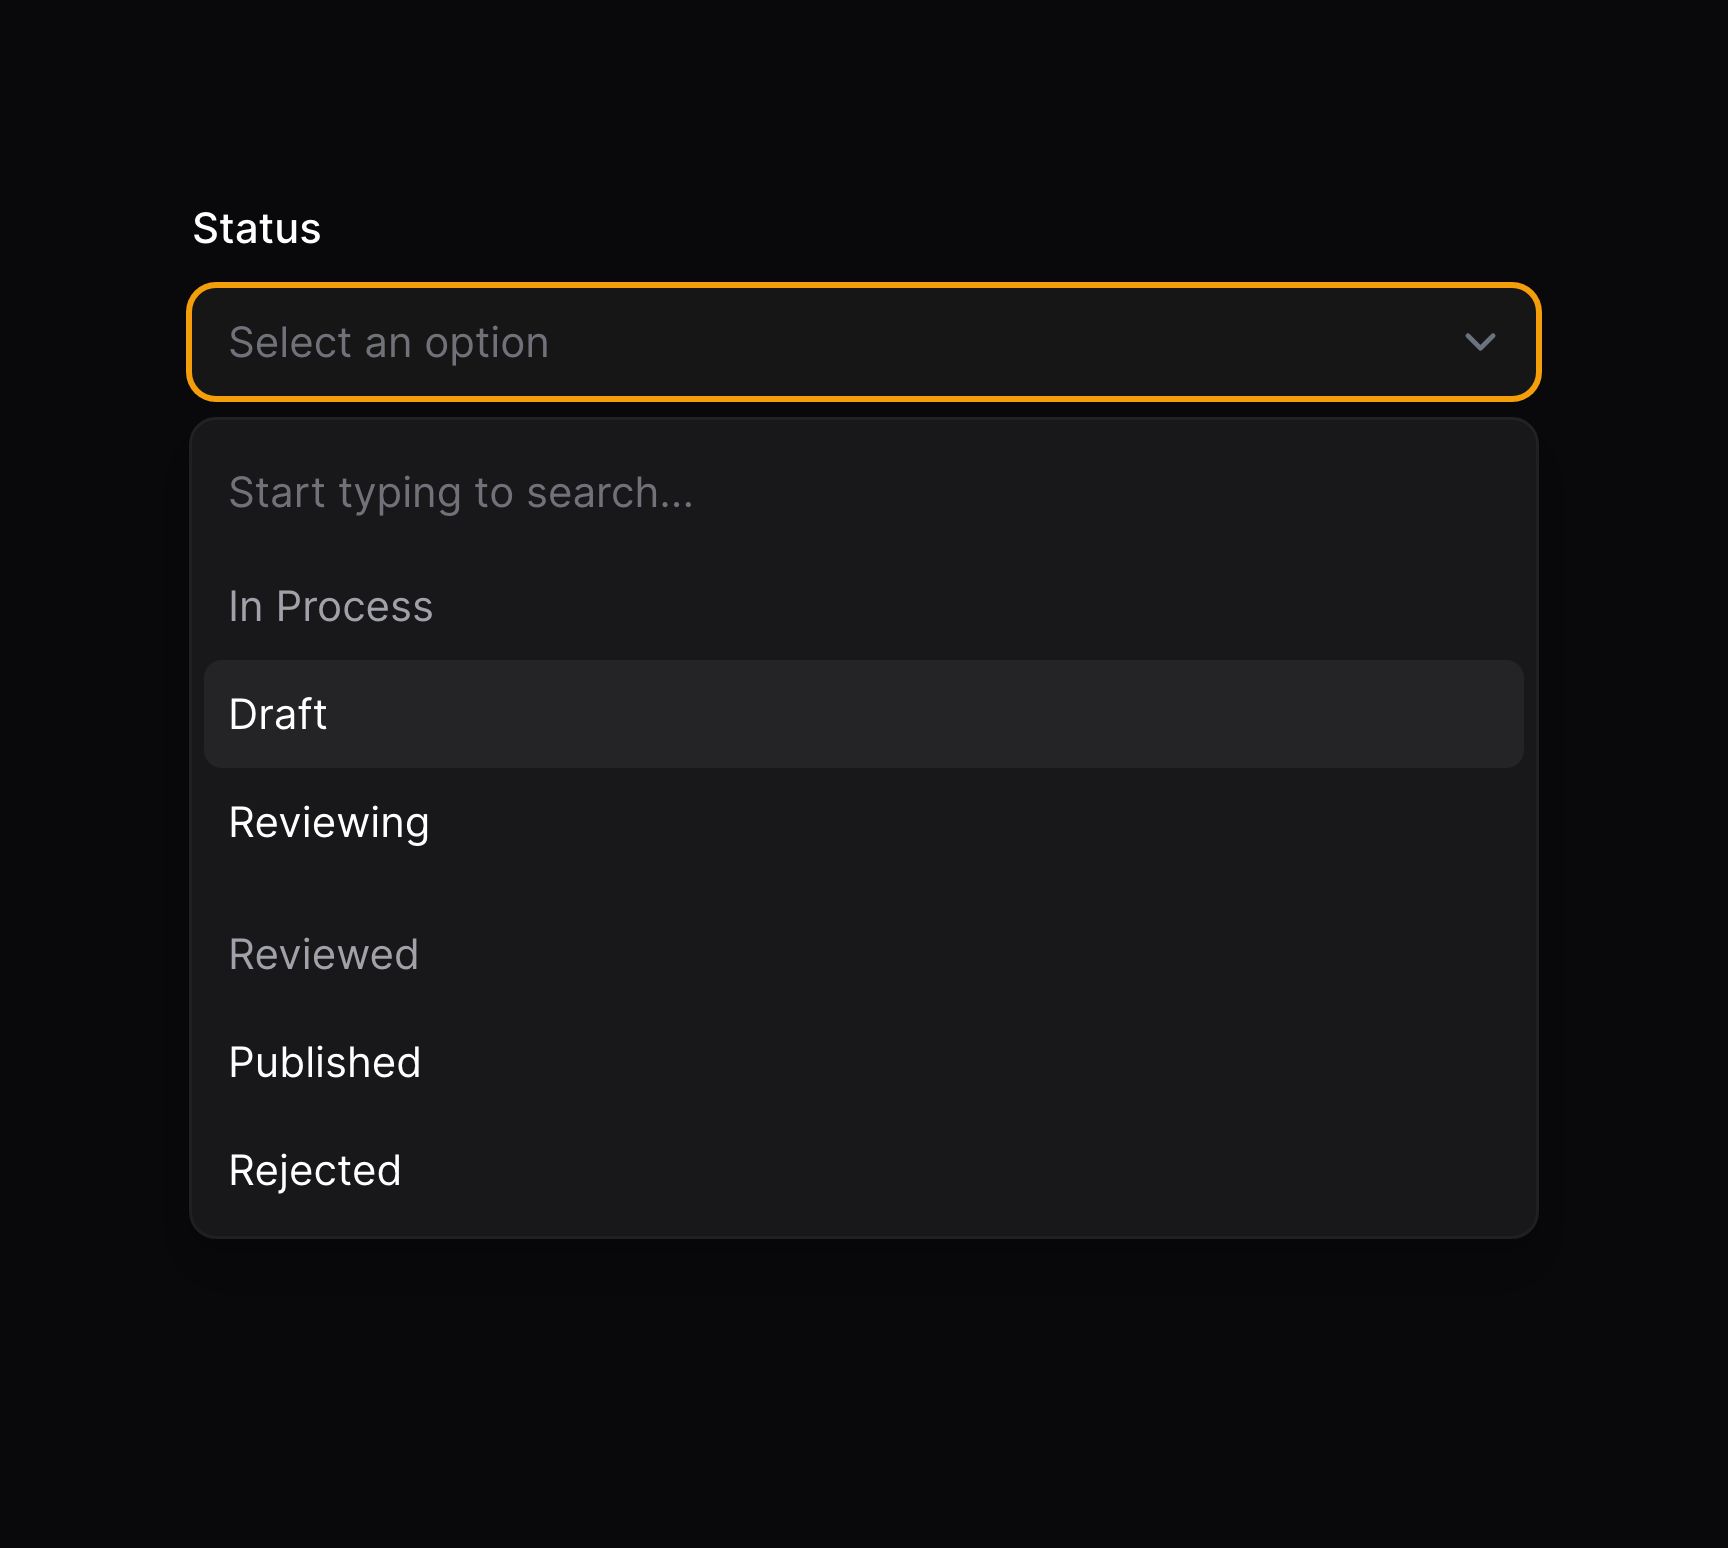 Status
Select an option
Start typing to search...
In Process
Draft
Reviewing
Reviewed
Published
Rejected